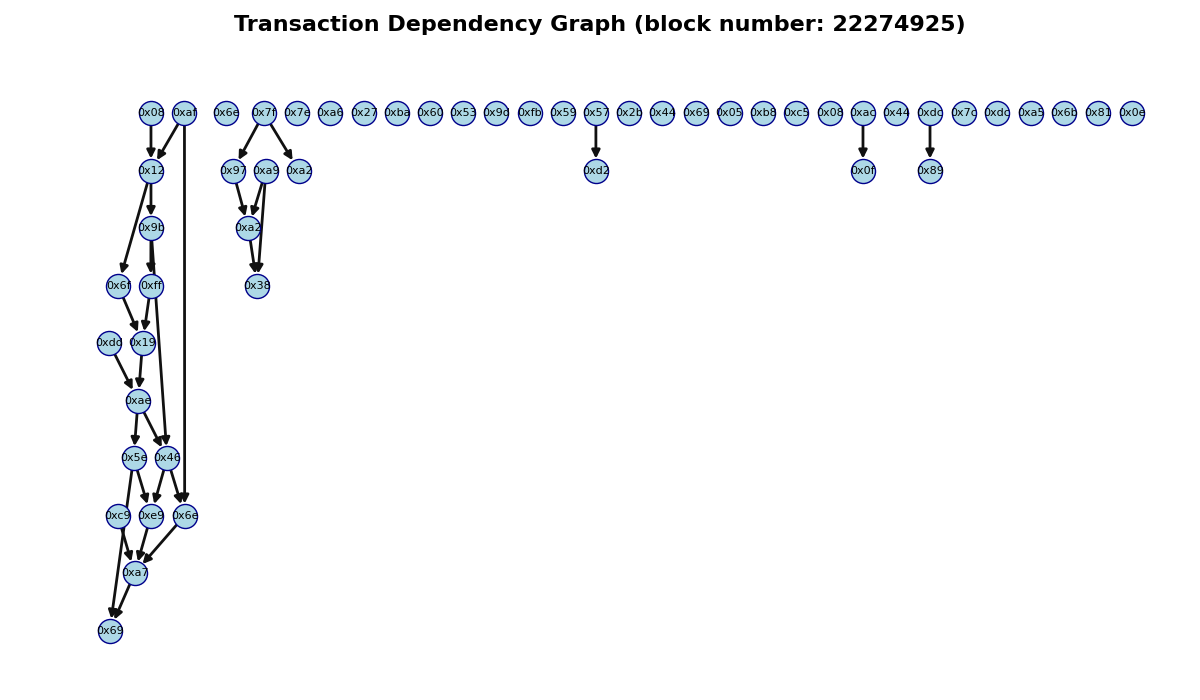 Transaction Dependency Graph (block number: 22274925)
0x08 0xaf 0x6e 0x7f 0x7e 0xa6 0x27 0xba 0x60 0x53 0x9d 0xfb 0x59 0x57 0x2b 0x44 0x69 0x05 0xb8 0xc5 0x08 0xac 0x44 0xdc 0x7c 0xdc 0xa5 0x6b 0x81 0x0e
0x12 0x97 0xa9 0xa2 0xd2 0x0f 0x89
0x9b 0xa2
0x6f 0xff 0x38
0xdd 0x19
0xae
0x5e 0x46
0xc9 0xe9 0x6e
0xa7
0x69